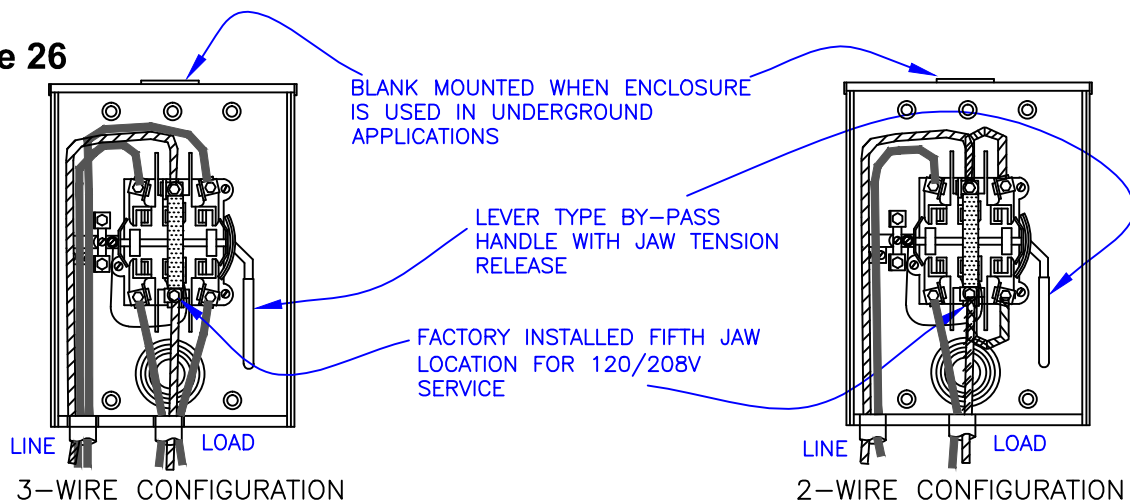 e 26
BLANK MOUNTED WHEN ENCLOSURE
IS USED IN UNDERGROUND
APPLICATIONS
LEVER TYPE BY-PASS
HANDLE WITH JAW TENSION
RELEASE
FACTORY INSTALLED FIFTH JAW
LOCATION FOR 120/208V
SERVICE
LINE
LOAD
3-WIRE CONFIGURATION
LINE
LOAD
2-WIRE CONFIGURATION